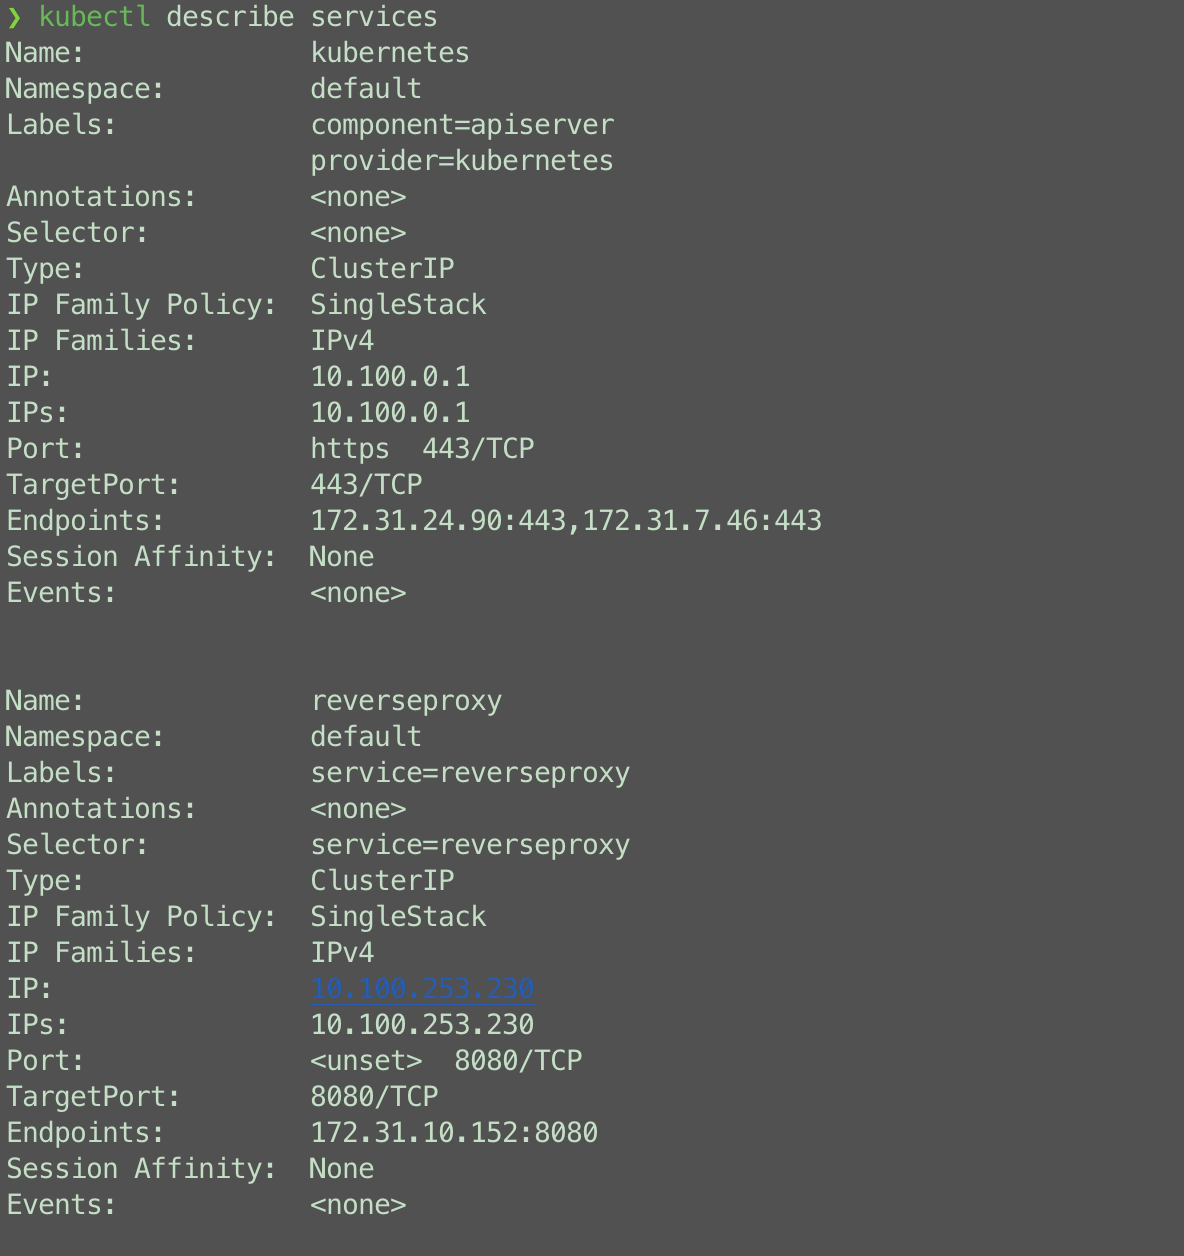 ❯ kubectl describe services
Name:              kubernetes
Namespace:         default
Labels:            component=apiserver
                   provider=kubernetes
Annotations:       <none>
Selector:          <none>
Type:              ClusterIP
IP Family Policy:  SingleStack
IP Families:       IPv4
IP:                10.100.0.1
IPs:               10.100.0.1
Port:              https  443/TCP
TargetPort:        443/TCP
Endpoints:         172.31.24.90:443,172.31.7.46:443
Session Affinity:  None
Events:            <none>
Name:              reverseproxy
Namespace:         default
Labels:            service=reverseproxy
Annotations:       <none>
Selector:          service=reverseproxy
Type:              ClusterIP
IP Family Policy:  SingleStack
IP Families:       IPv4
IP:                10.100.253.230
IPs:               10.100.253.230
Port:              <unset>  8080/TCP
TargetPort:        8080/TCP
Endpoints:         172.31.10.152:8080
Session Affinity:  None
Events:            <none>